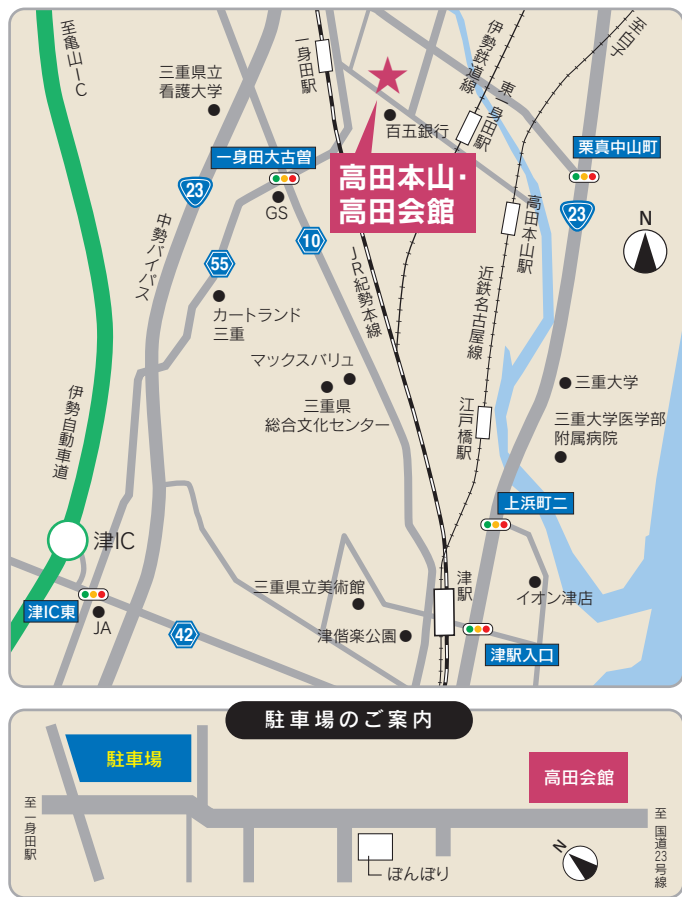 至亀山IC
一身田駅
伊勢鉄道線
至白子
三重県立
看護大学
百五銀行
東一身田駅
栗真中山町
一身田大古曽
高田本山・
高田会館
23
GS
中勢バイパス
10
55
JR紀勢本線
高田本山駅
23
N
近鉄名古屋線
カートランド
三重
マックスバリュ
三重県
総合文化センター
三重大学
江戸橋駅
三重大学医学部
附属病院
伊勢自動車道
上浜町二
津IC
津駅
イオン津店
三重県立美術館
津IC東
JA
42
津偕楽公園
津駅入口
駐車場のご案内
駐車場
高田会館
至 一身田駅
至 国道23号線
N
ぼんぼり